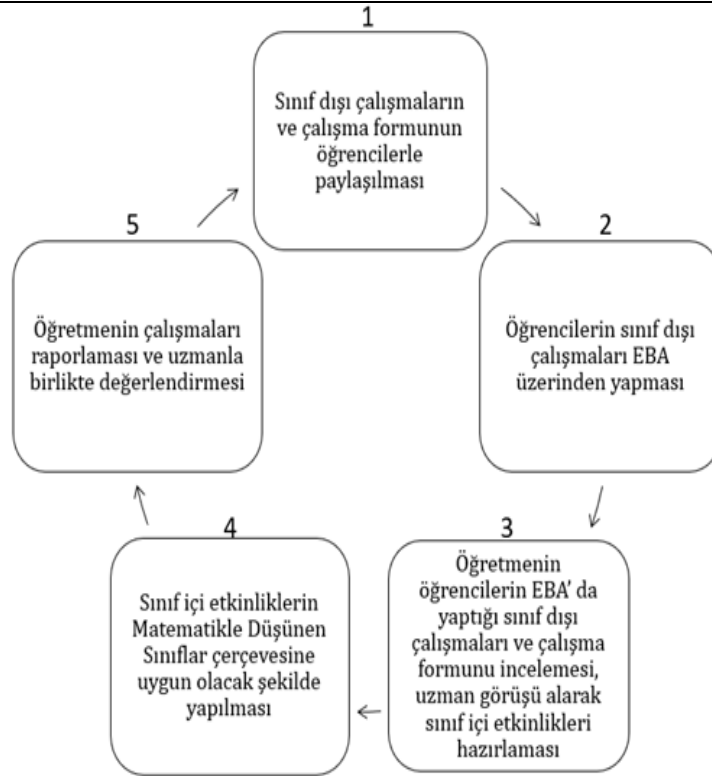 1
Sınıf dışı çalışmaların
ve çalışma formunun
öğrencilerle
paylaşılması
2
Öğrencilerin sınıf dışı
çalışmaları EBA
üzerinden yapması
3
Öğretmenin
öğrencilerin EBA' da
yaptığı sınıf dışı
çalışmaları ve çalışma
formunu incelemesi,
uzman görüşü alarak
sınıf içi etkinlikleri
hazırlaması
4
Sınıf içi etkinliklerin
Matematikle Düşünen
Sınıflar çerçevesine
uygun olacak şekilde
yapılması
5
Öğretmenin çalışmaları
raporlaması ve uzmanla
birlikte değerlendirmesi